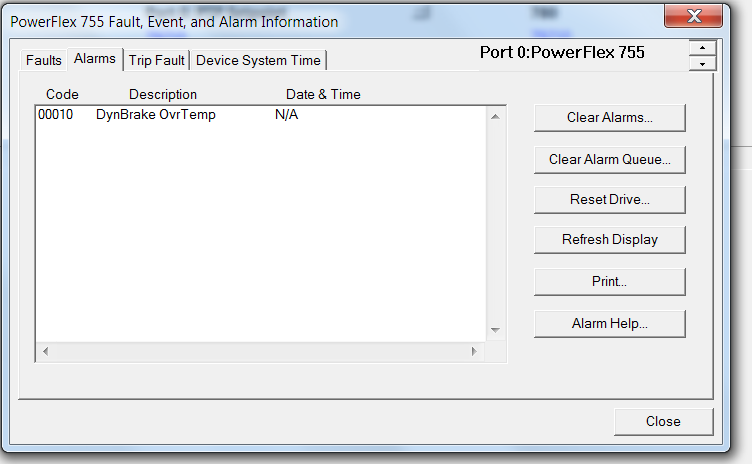 PowerFlex 755 Fault, Event, and Alarm Information
X
Faults Alarms Trip Fault Device System Time
Port 0:PowerFlex 755
Code Description Date & Time
00010 DynBrake OvrTemp N/A
Clear Alarms...
Clear Alarm Queue...
Reset Drive...
Refresh Display
Print...
Alarm Help...
Close